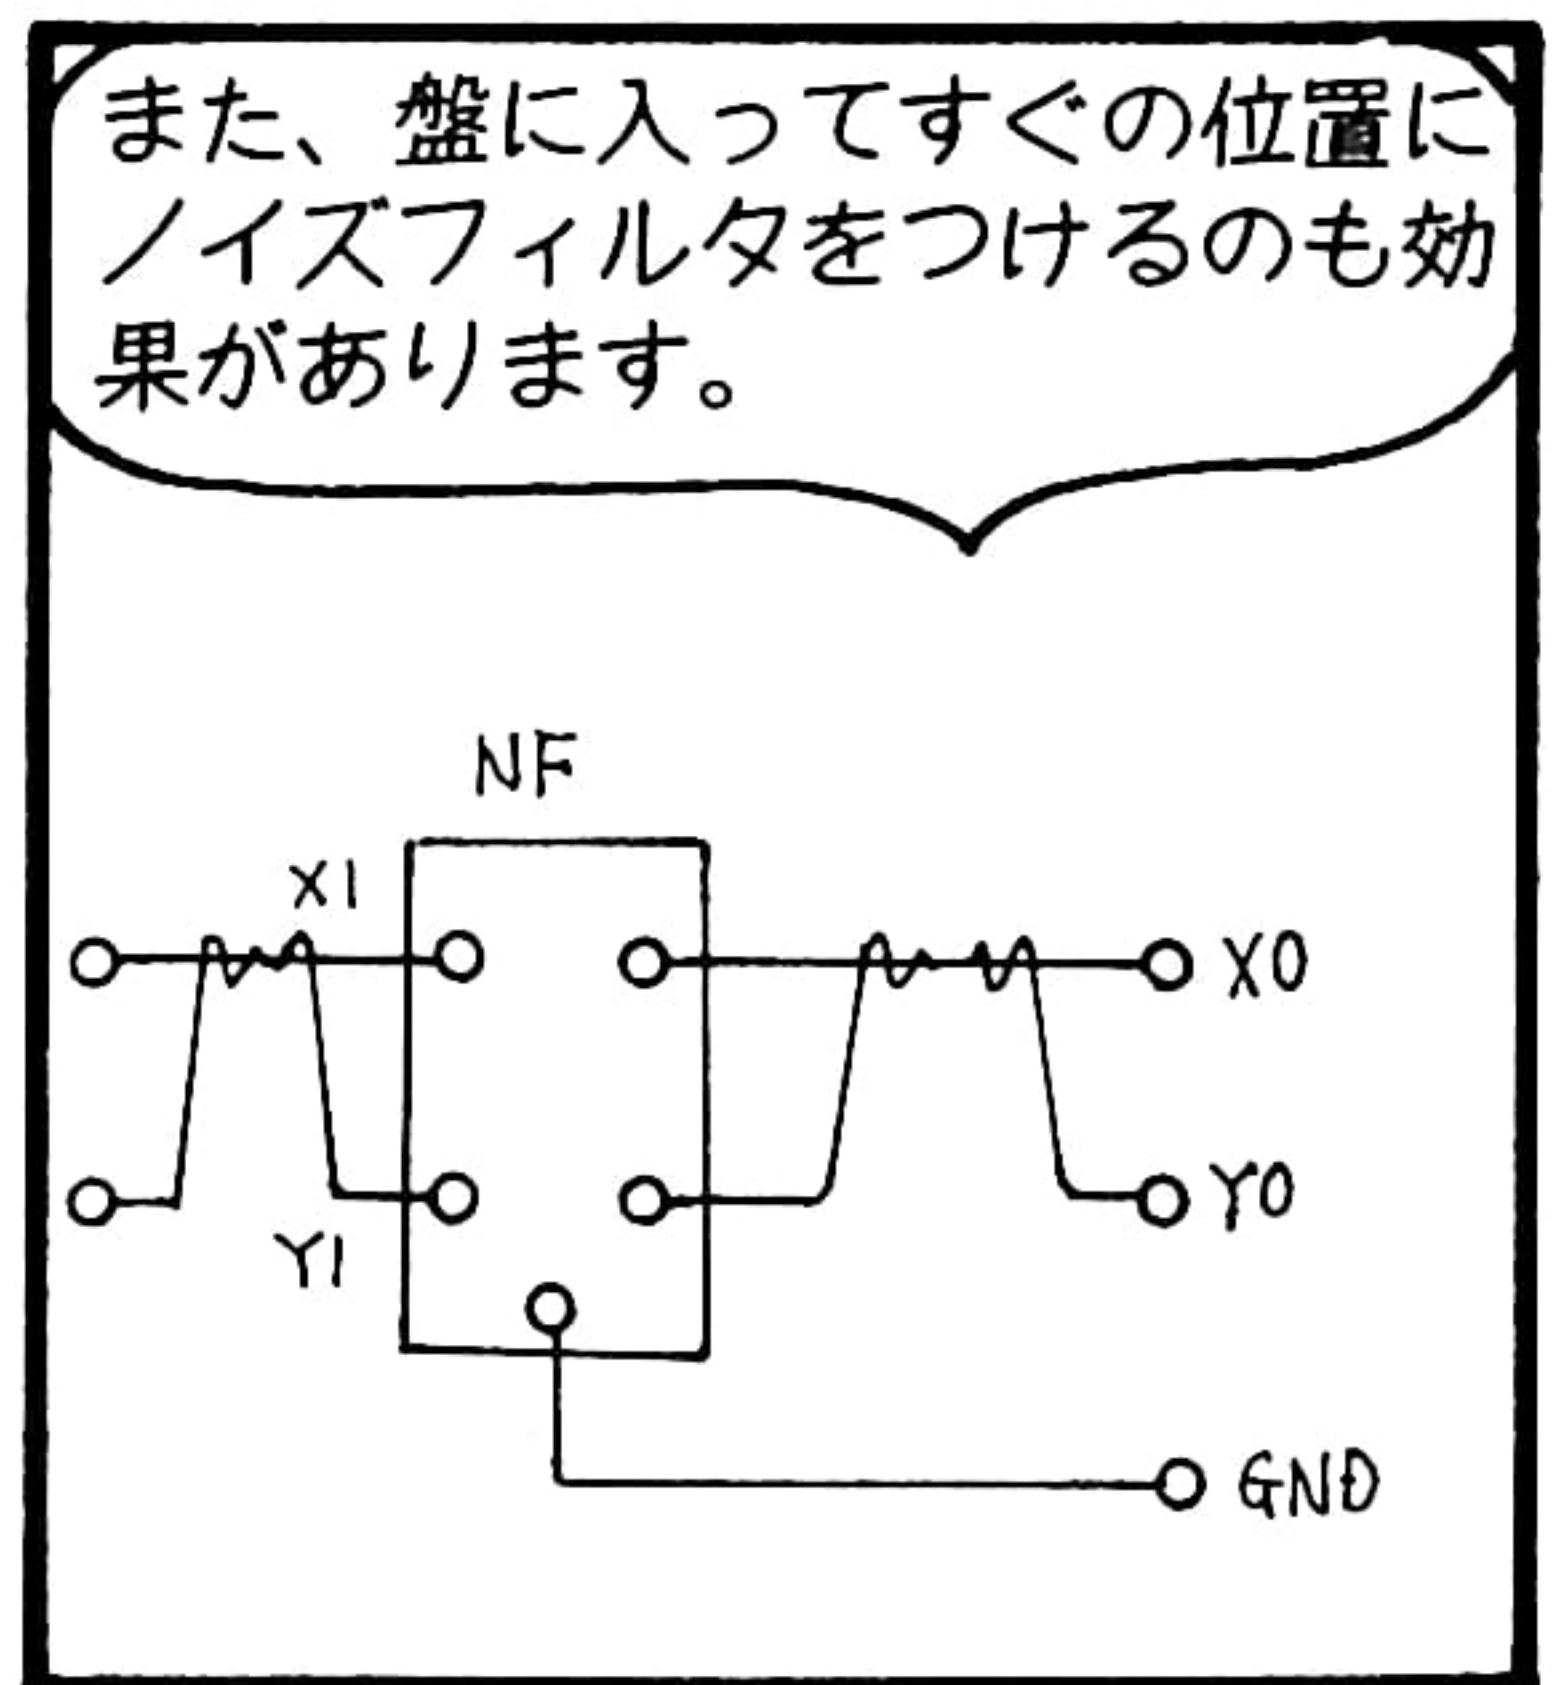 また、盤に入ってすぐの位置に
ノイズフィルタをつけるのも効
果があります。
NF
X1
X0
Y0
Y1
GND